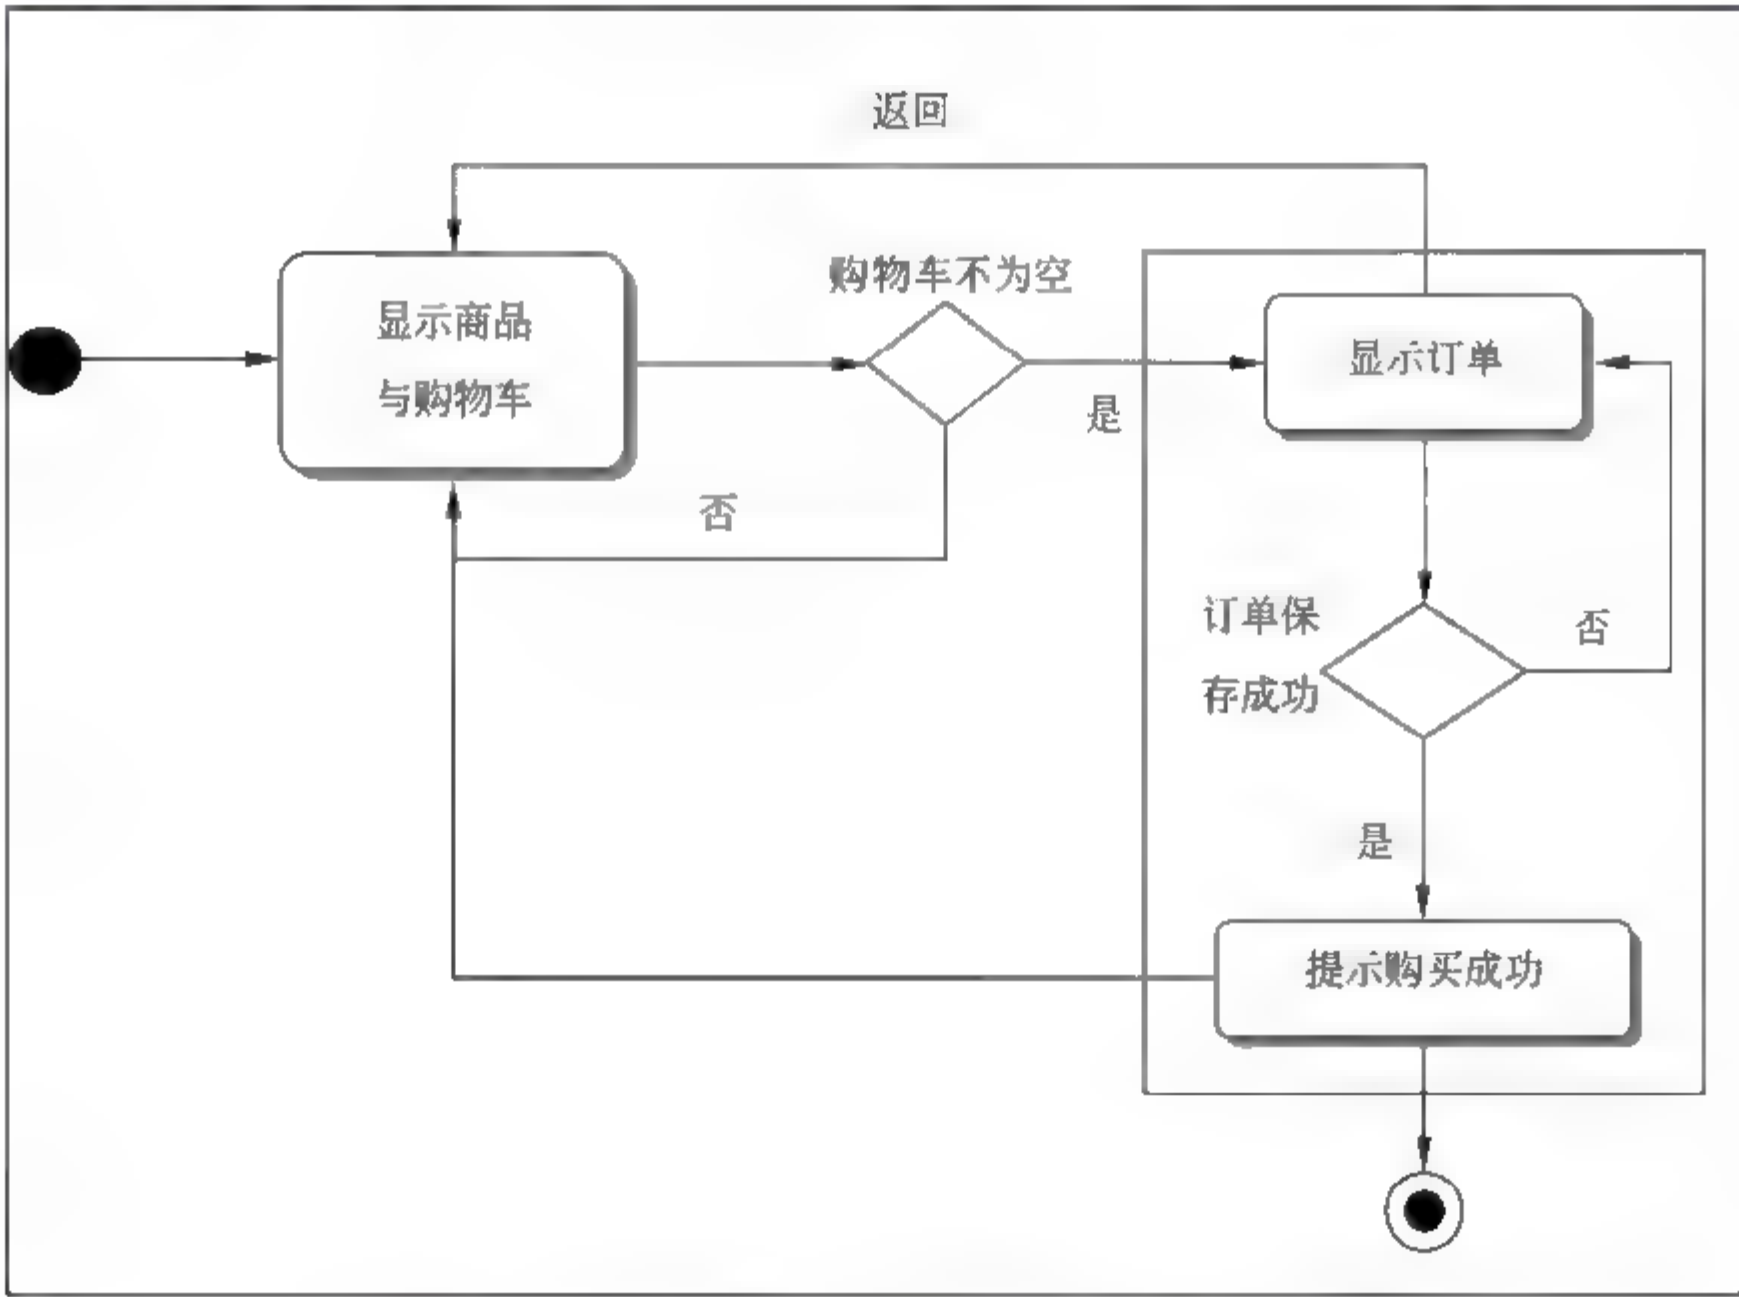 返回
购物车不为空
显示商品
与购物车
显示订单
是
否
订单保
存成功
否
是
提示购买成功